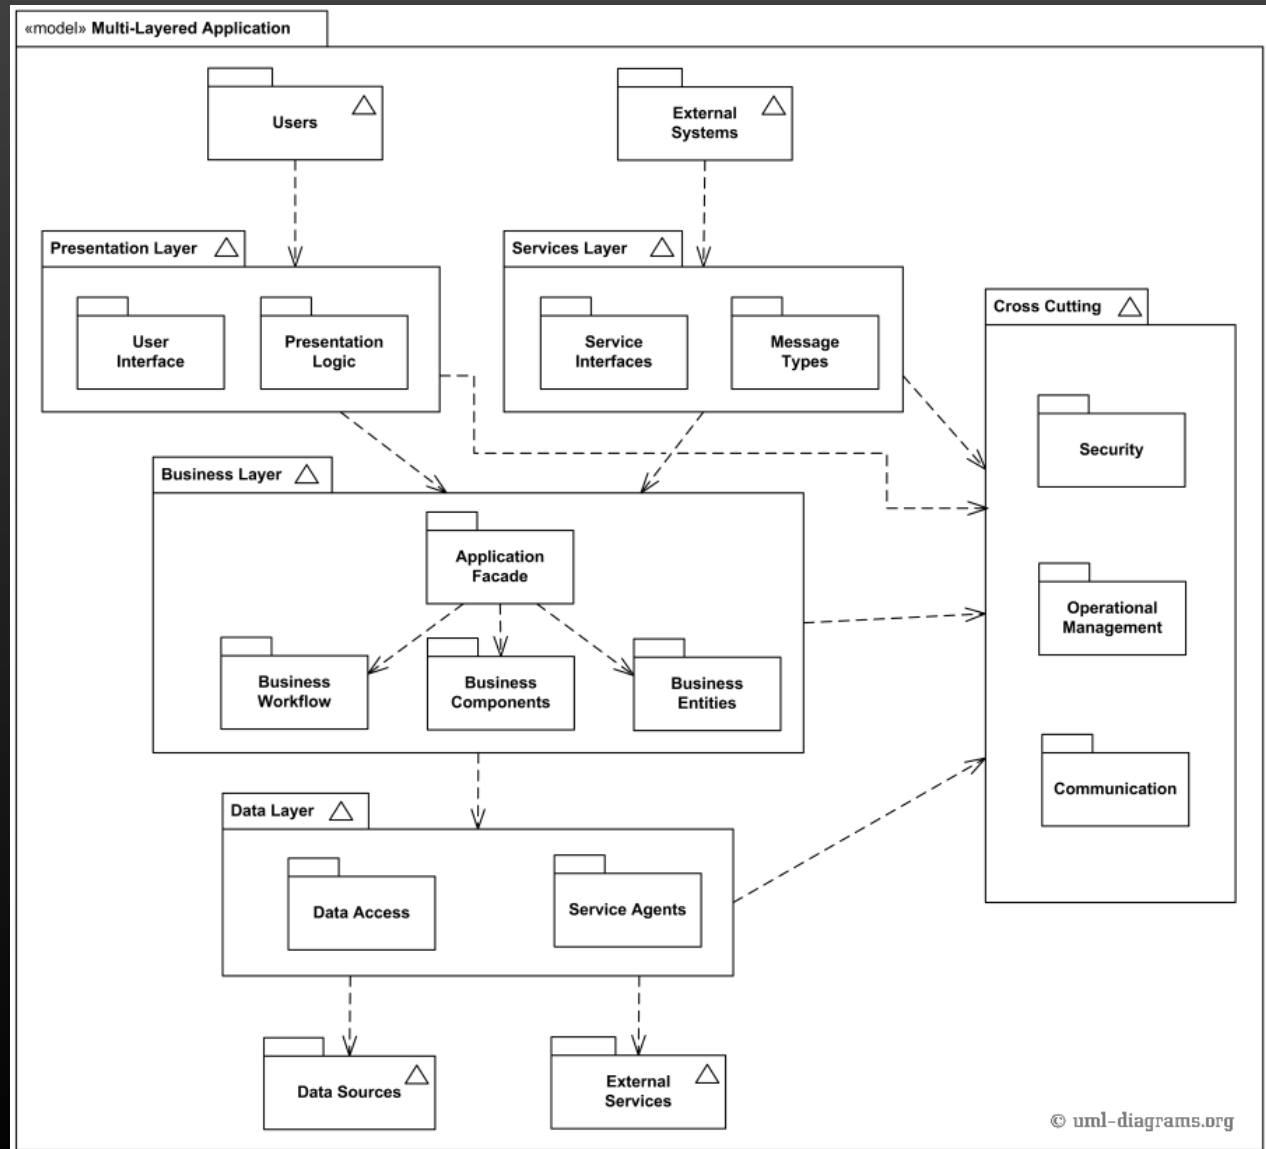 «model» Multi-Layered Application
Users
External
Systems
Presentation Layer
Services Layer
User
Interface
Presentation
Logic
Service
Interfaces
Message
Types
Cross Cutting
Security
Operational
Management
Communication
Business Layer
Application
Facade
Business
Workflow
Business
Components
Business
Entities
Data Layer
Data Access
Service Agents
Data Sources
External
Services
© uml-diagrams.org